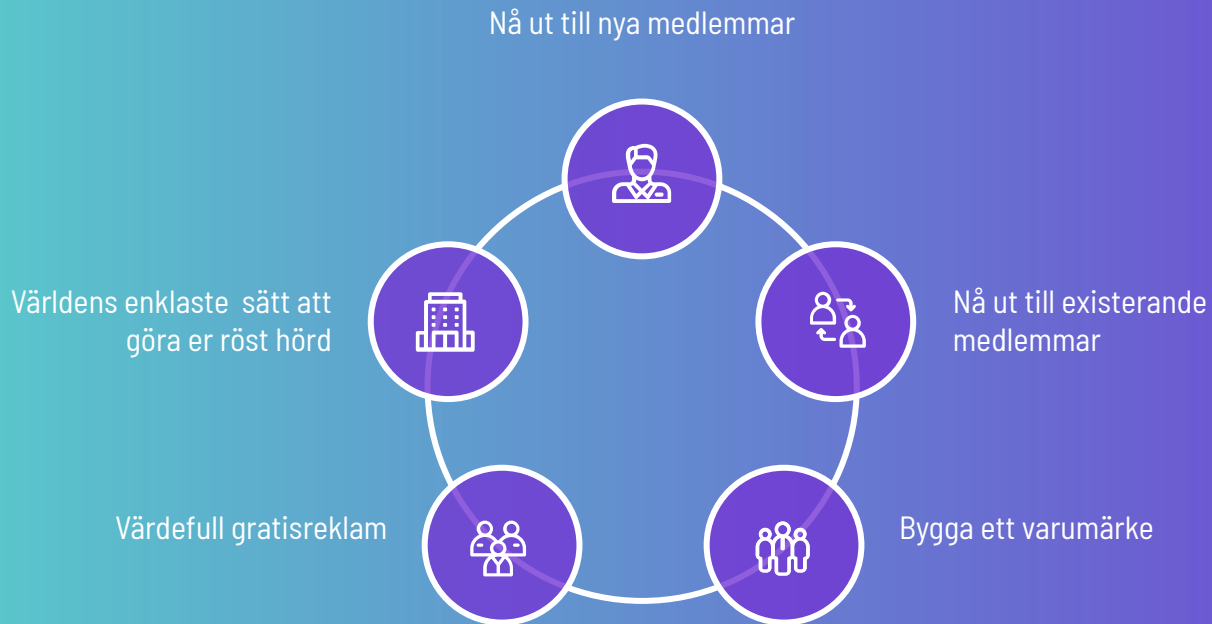 Nå ut till nya medlemmar
Världens enklaste  sätt att
göra er röst hörd
Nå ut till existerande
medlemmar
Värdefull gratisreklam
Bygga ett varumärke